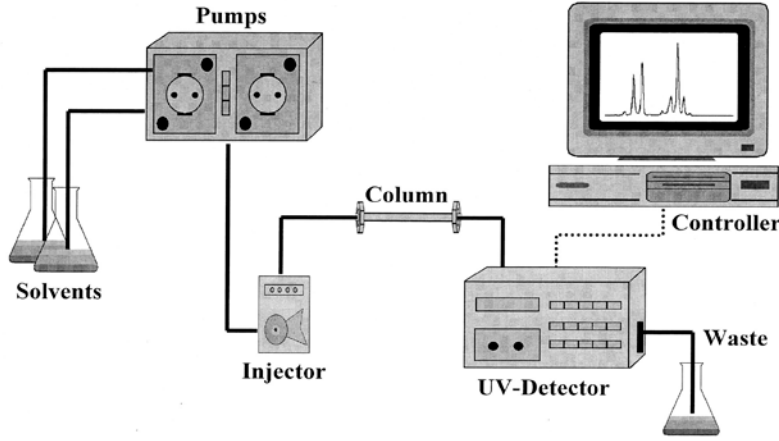 Pumps
Column
Controller
Solvents
Injector
UV-Detector
Waste